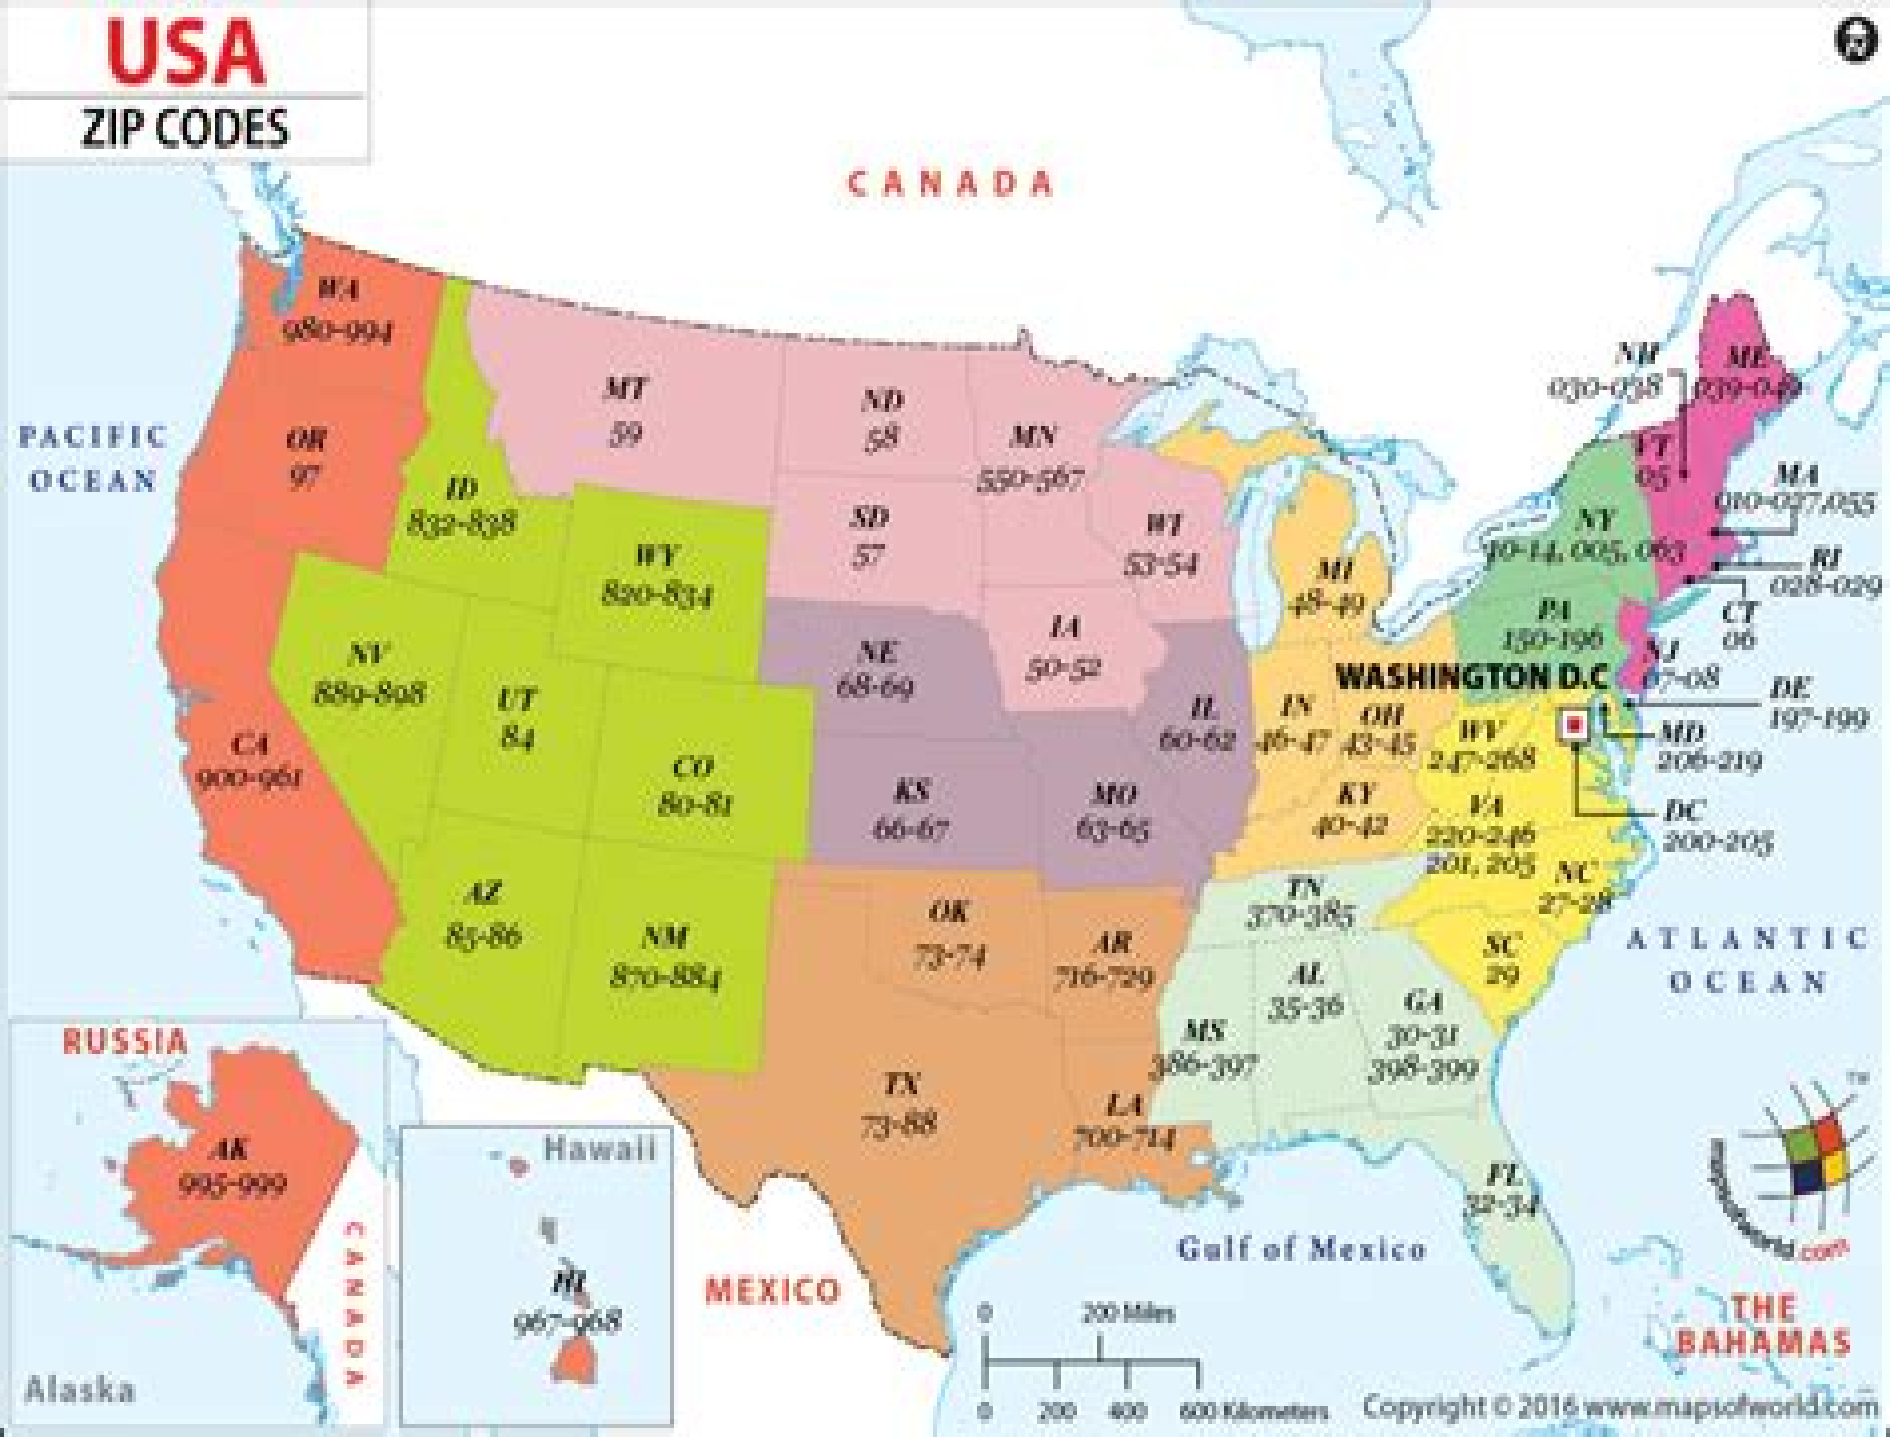 USA
ZIP CODES
CANADA
PACIFIC
OCEAN
WA
980-994
OR
97
CA
900-961
ID
832-838
NV
889-898
UT
84
AZ
85-86
MT
59
WY
820-834
CO
80-81
NM
870-884
ND
58
SD
57
NE
68-69
KS
66-67
OK
73-74
TX
73-88
MN
550-567
IA
50-52
MO
63-65
AR
716-729
LA
700-714
WI
53-54
IL
60-62
MI
48-49
IN
46-47
OH
43-45
KY
40-42
TN
370-385
MS
386-397
AL
35-36
GA
30-31
398-399
FL
32-34
SC
29
NC
27-28
VA
220-246
201, 205
WV
247-268
WASHINGTON D.C
PA
150-196
NY
10-14, 005, 063
VT
05
NH
030-038
ME
039-049
MA
010-027,055
RI
028-029
CT
06
NJ
07-08
DE
197-199
MD
206-219
DC
200-205
ATLANTIC
OCEAN
RUSSIA
AK
995-999
CANADA
Alaska
Hawaii
HI
967-968
MEXICO
Gulf of Mexico
THE
BAHAMAS
0 200 Miles
0 200 400 600 Kilometers
TM
mapsofworld.com
Copyright © 2016 www.mapsofworld.com